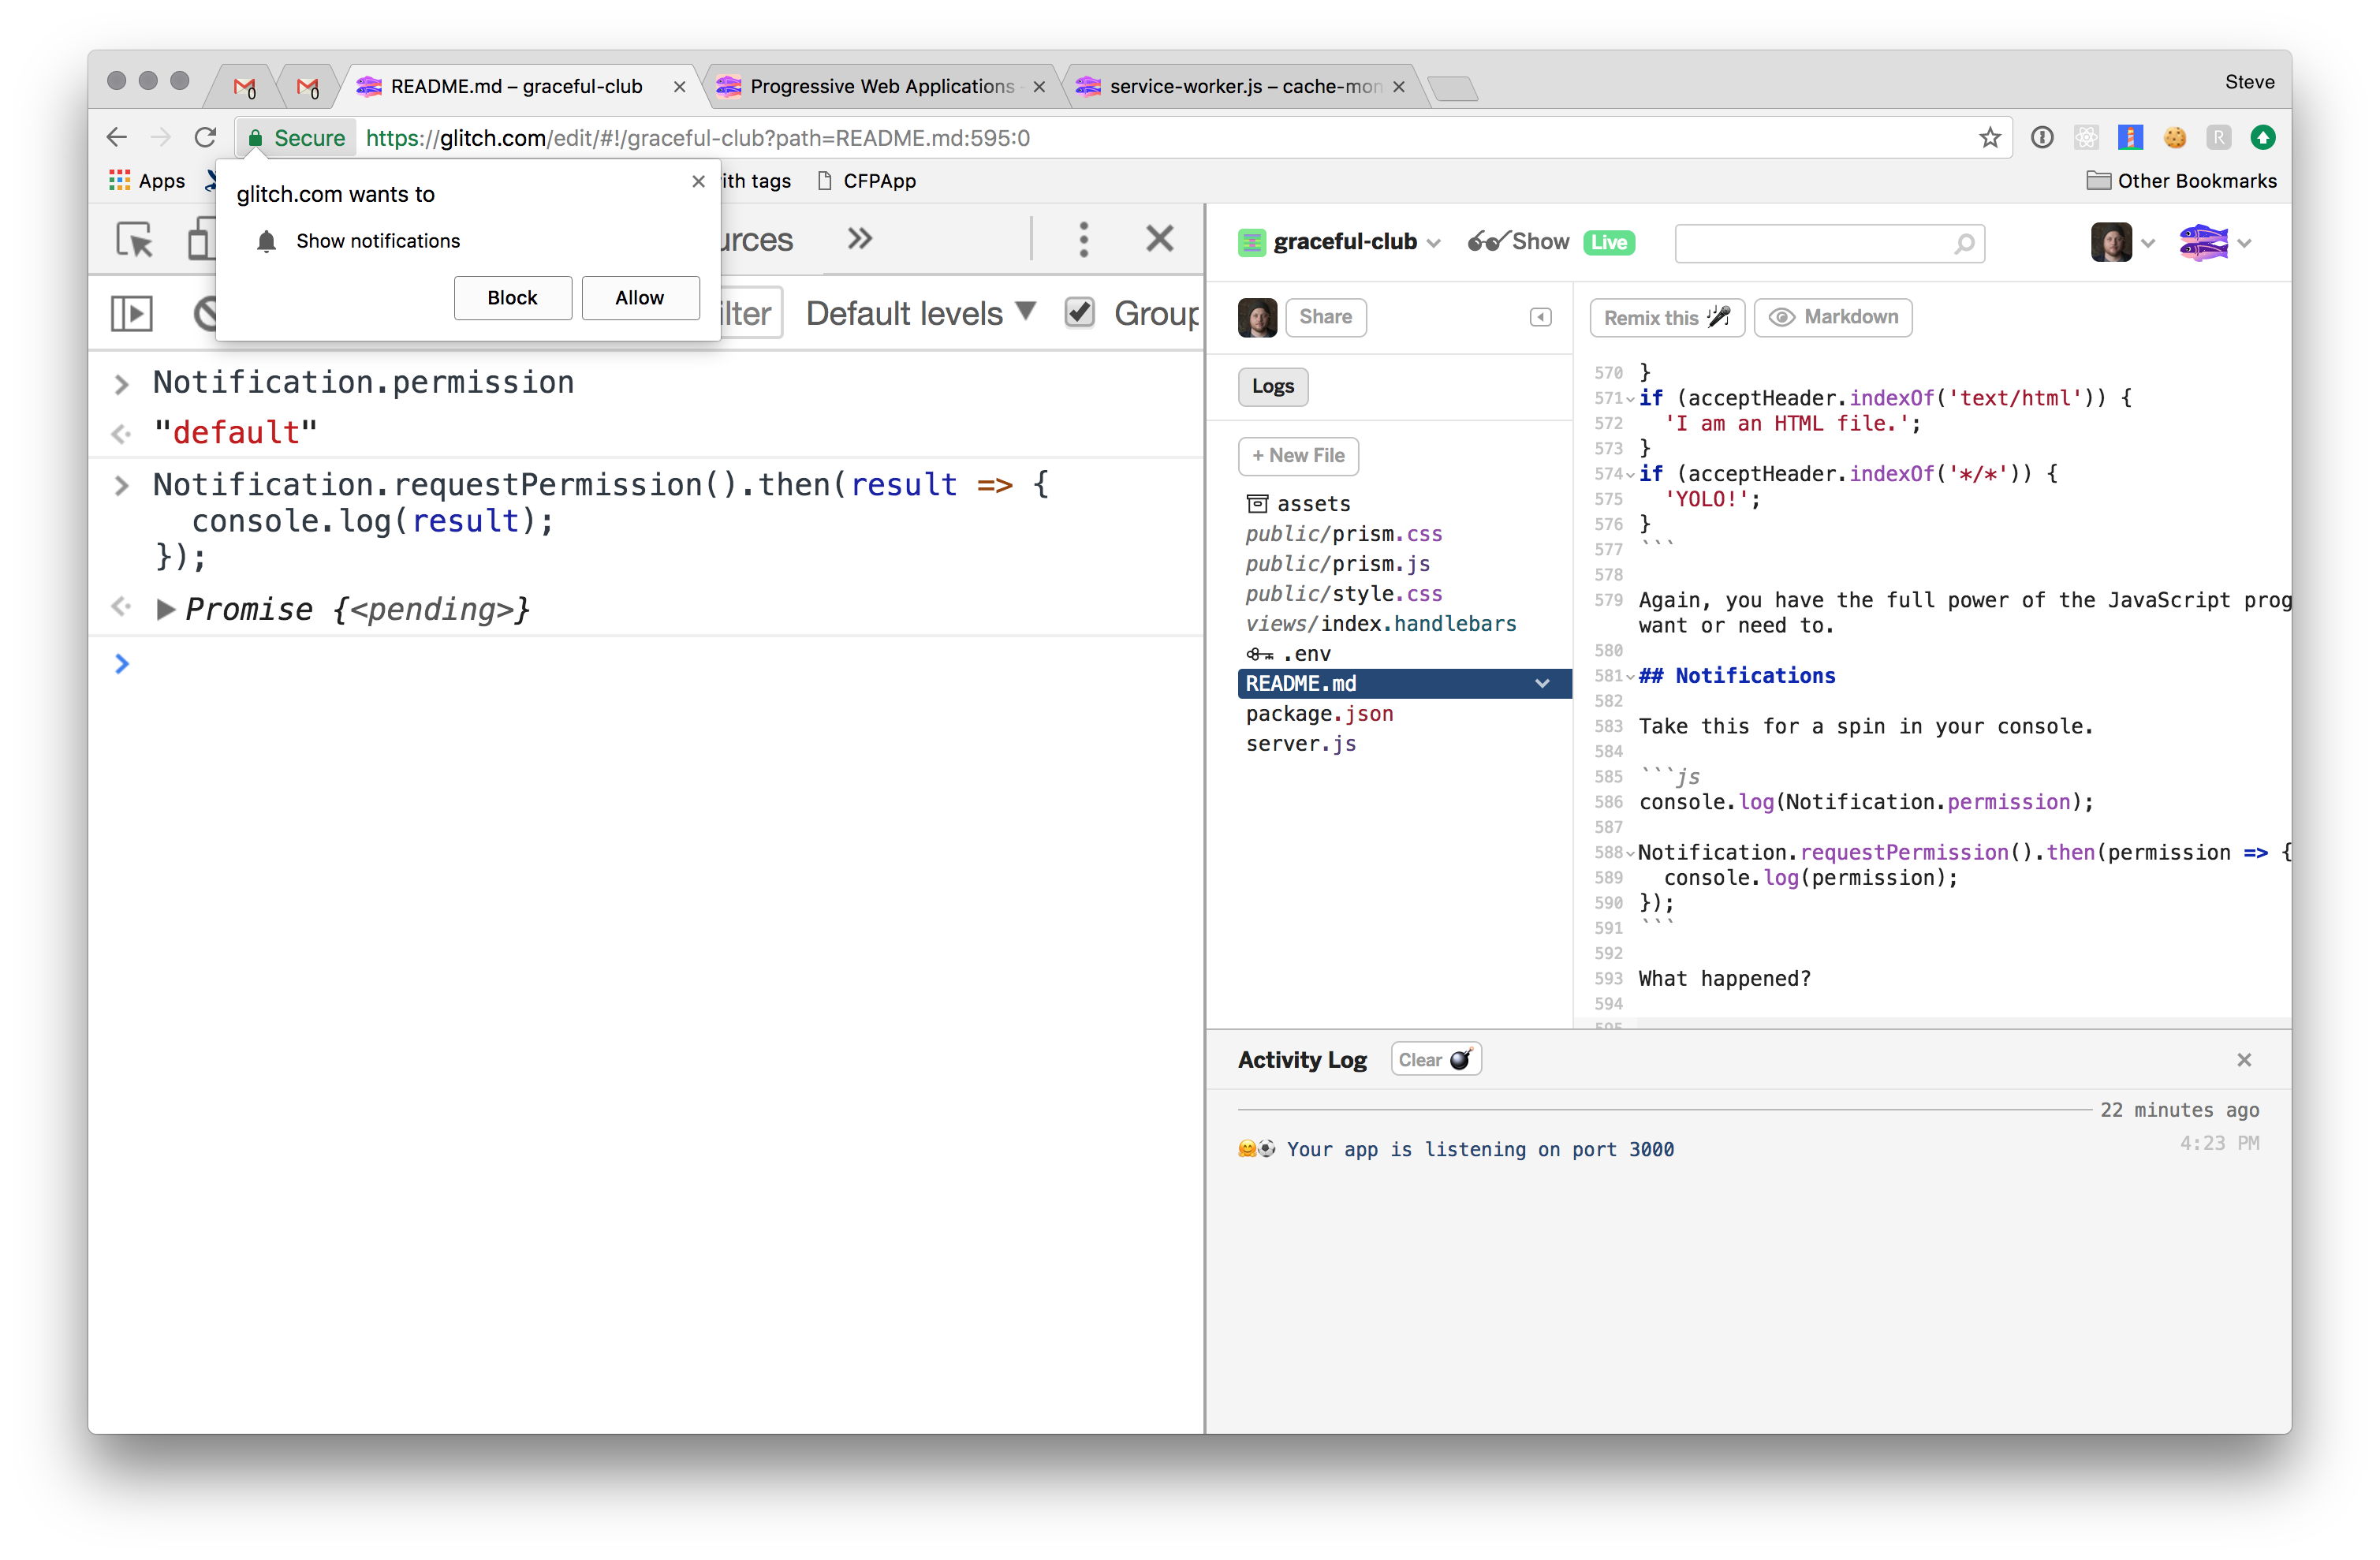 README.md – graceful-club
Progressive Web Applications -
service-worker.js – cache-mon
Steve
0
0
Secure https://glitch.com/edit/#!/graceful-club?path=README.md:595:0
Apps
ith tags
CFPApp
Other Bookmarks
glitch.com wants to
Show notifications
Block
Allow
urces
ilter
Default levels
Group
Notification.permission
"default"
Notification.requestPermission().then(result => {
console.log(result);
});
Promise {<pending>}
graceful-club
Show
Live
Share
Logs
+ New File
assets
public/prism.css
public/prism.js
public/style.css
views/index.handlebars
.env
README.md
package.json
server.js
Remix this
Markdown
570 }
571 if (acceptHeader.indexOf('text/html')) {
572 'I am an HTML file.';
573 }
574 if (acceptHeader.indexOf('*/*')) {
575 'YOLO!';
576 }
577 ```
578
579 Again, you have the full power of the JavaScript prog
want or need to.
580
581 ## Notifications
582
583 Take this for a spin in your console.
584
585 ```js
586 console.log(Notification.permission);
587
588 Notification.requestPermission().then(permission => {
589 console.log(permission);
590 });
591 ```
592
593 What happened?
594
595
Activity Log
Clear
22 minutes ago
Your app is listening on port 3000
4:23 PM